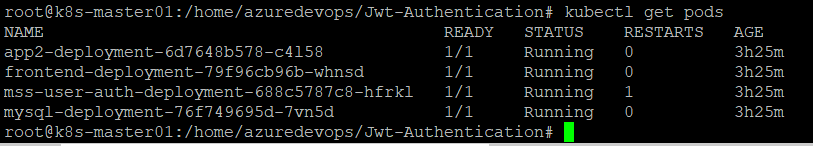 root@k8s-master01:/home/azuredevops/Jwt-Authentication# kubectl get pods
NAME READY STATUS RESTARTS AGE
app2-deployment-6d7648b578-c4l58 1/1 Running 0 3h25m
frontend-deployment-79f96cb96b-whnsd 1/1 Running 0 3h25m
mss-user-auth-deployment-688c5787c8-hfrkl 1/1 Running 1 3h25m
mysql-deployment-76f749695d-7vn5d 1/1 Running 0 3h25m
root@k8s-master01:/home/azuredevops/Jwt-Authentication#